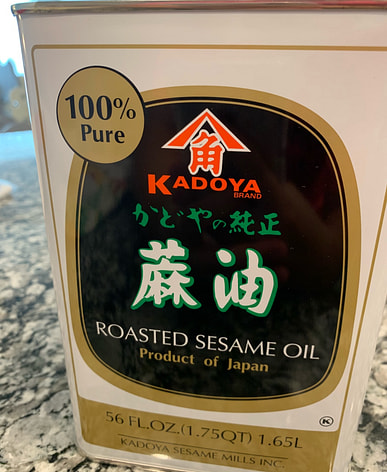 100%
Pure
角
KADOYA
BRAND
かどやの純正
蔴油
ROASTED SESAME OIL
Product of Japan
56 FL.OZ.(1.75QT) 1.65L
K
KADOYA SESAME MILLS INC.